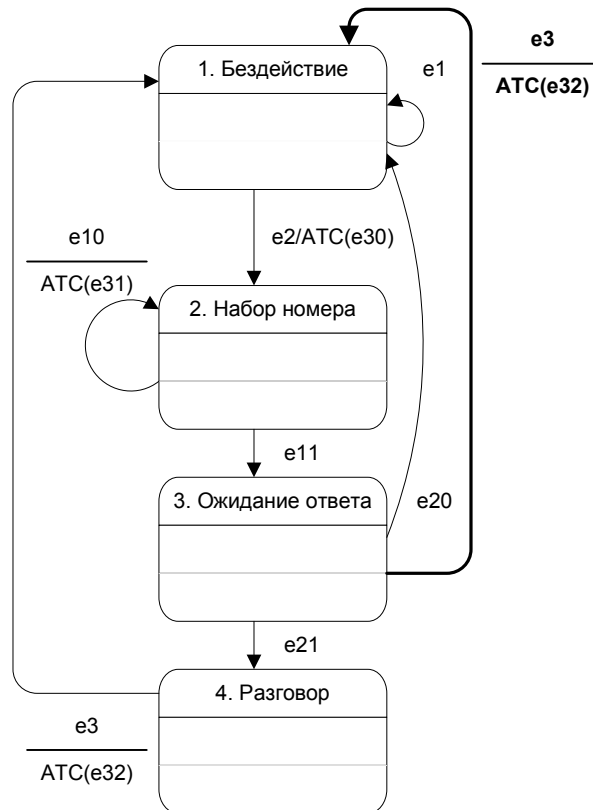 e3
ATC(e32)
1. Бездействие
e1
e2/ATC(e30)
e10
ATC(e31)
2. Набор номера
e11
3. Ожидание ответа
e20
e21
4. Разговор
e3
ATC(e32)